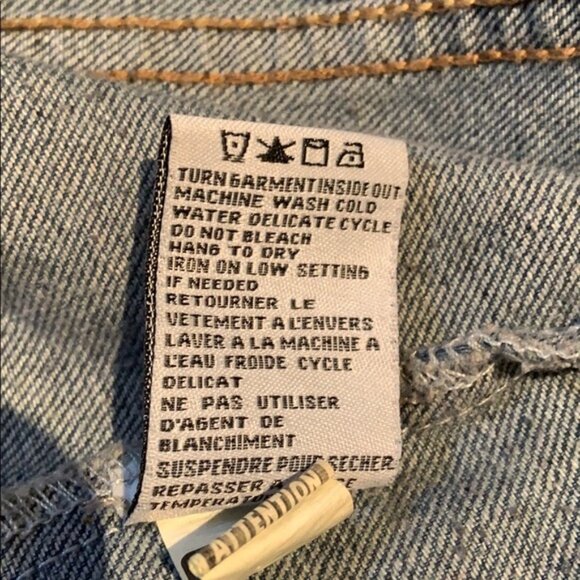 TURN GARMENT INSIDE OUT
MACHINE WASH COLD
WATER DELICATE CYCLE
DO NOT BLEACH
HANG TO DRY
IRON ON LOW SETTING
IF NEEDED
RETOURNER LE
VETEMENT A L'ENVERS
LAVER A LA MACHINE A
L'EAU FROIDE CYCLE
DELICAT
NE PAS UTILISER
D'AGENT DE
BLANCHIMENT
SUSPENDRE POUR SECHER
REPASSER A
ATTENTION